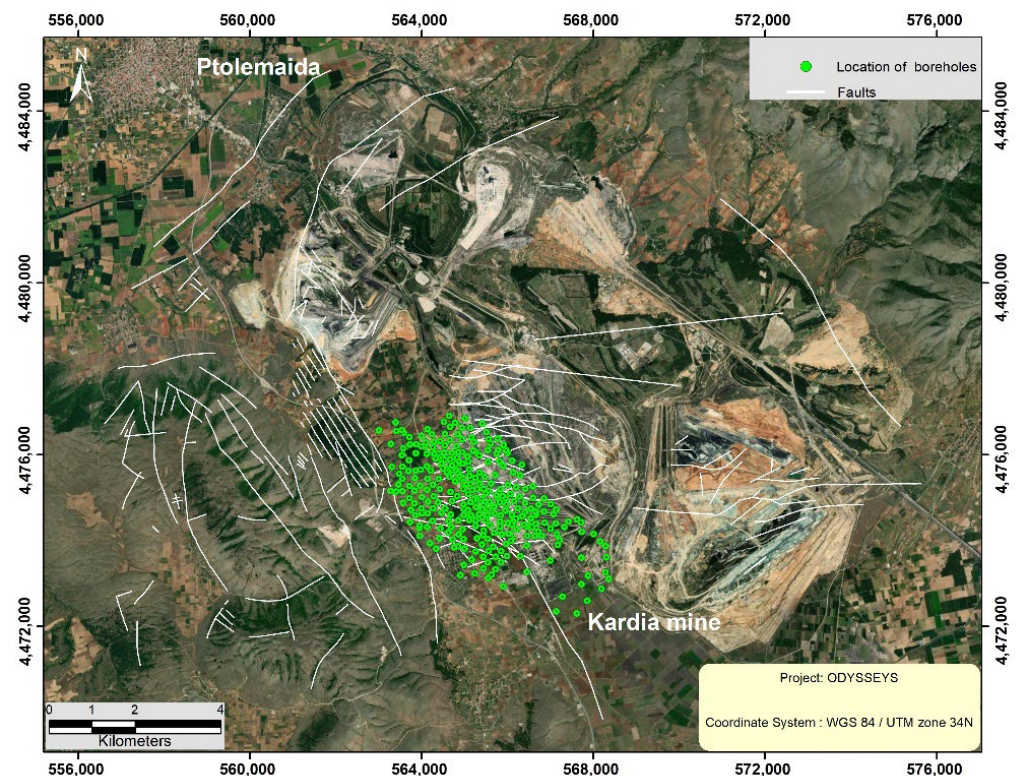 556,000 560,000 564,000 568,000 572,000 576,000
N
Ptolemaida
Location of boreholes
Faults
4,484,000 4,484,000
4,480,000 4,480,000
4,476,000 4,476,000
4,472,000 4,472,000
Kardia mine
Project: ODYSSEYS
Coordinate System : WGS 84 / UTM zone 34N
0 1 2 4
Kilometers
556,000 560,000 564,000 568,000 572,000 576,000